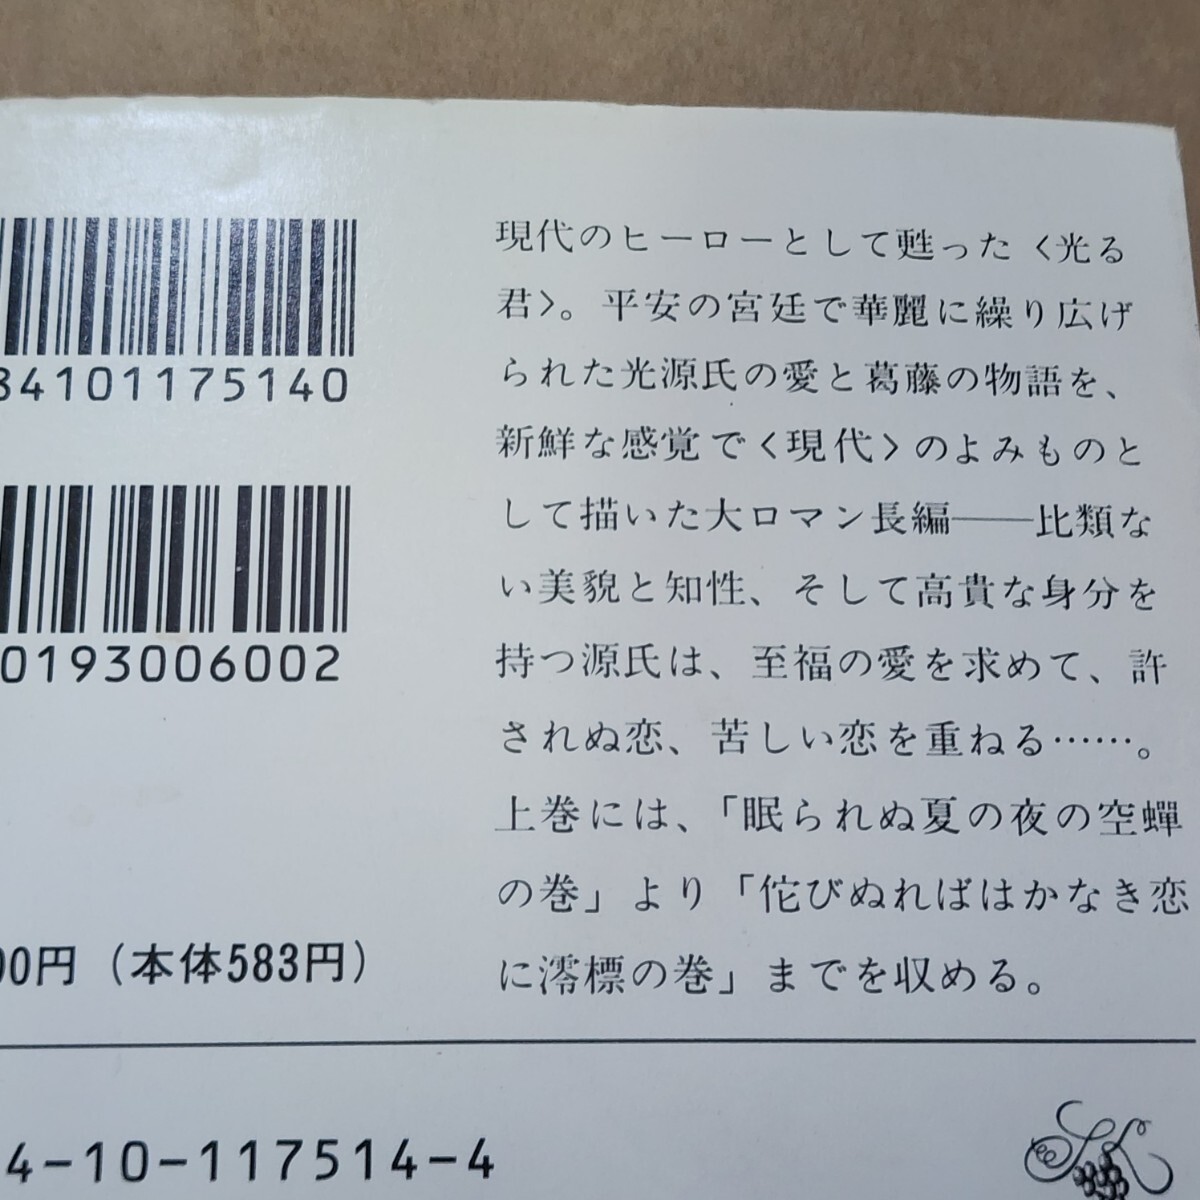 84101175140
0193006002
現代のヒーローとして甦った〈光る
君〉。平安の宮廷で華麗に繰り広げ
られた光源氏の愛と葛藤の物語を、
新鮮な感覚で〈現代〉のよみものと
して描いた大ロマン長編――比類な
い美貌と知性、そして高貴な身分を
持つ源氏は、至福の愛を求めて、許
されぬ恋、苦しい恋を重ねる……。
上巻には、「眠られぬ夏の夜の空蟬
の巻」より「侘びぬればはかなき恋
に澪標の巻」までを収める。
00円（本体583円）
4-10-117514-4